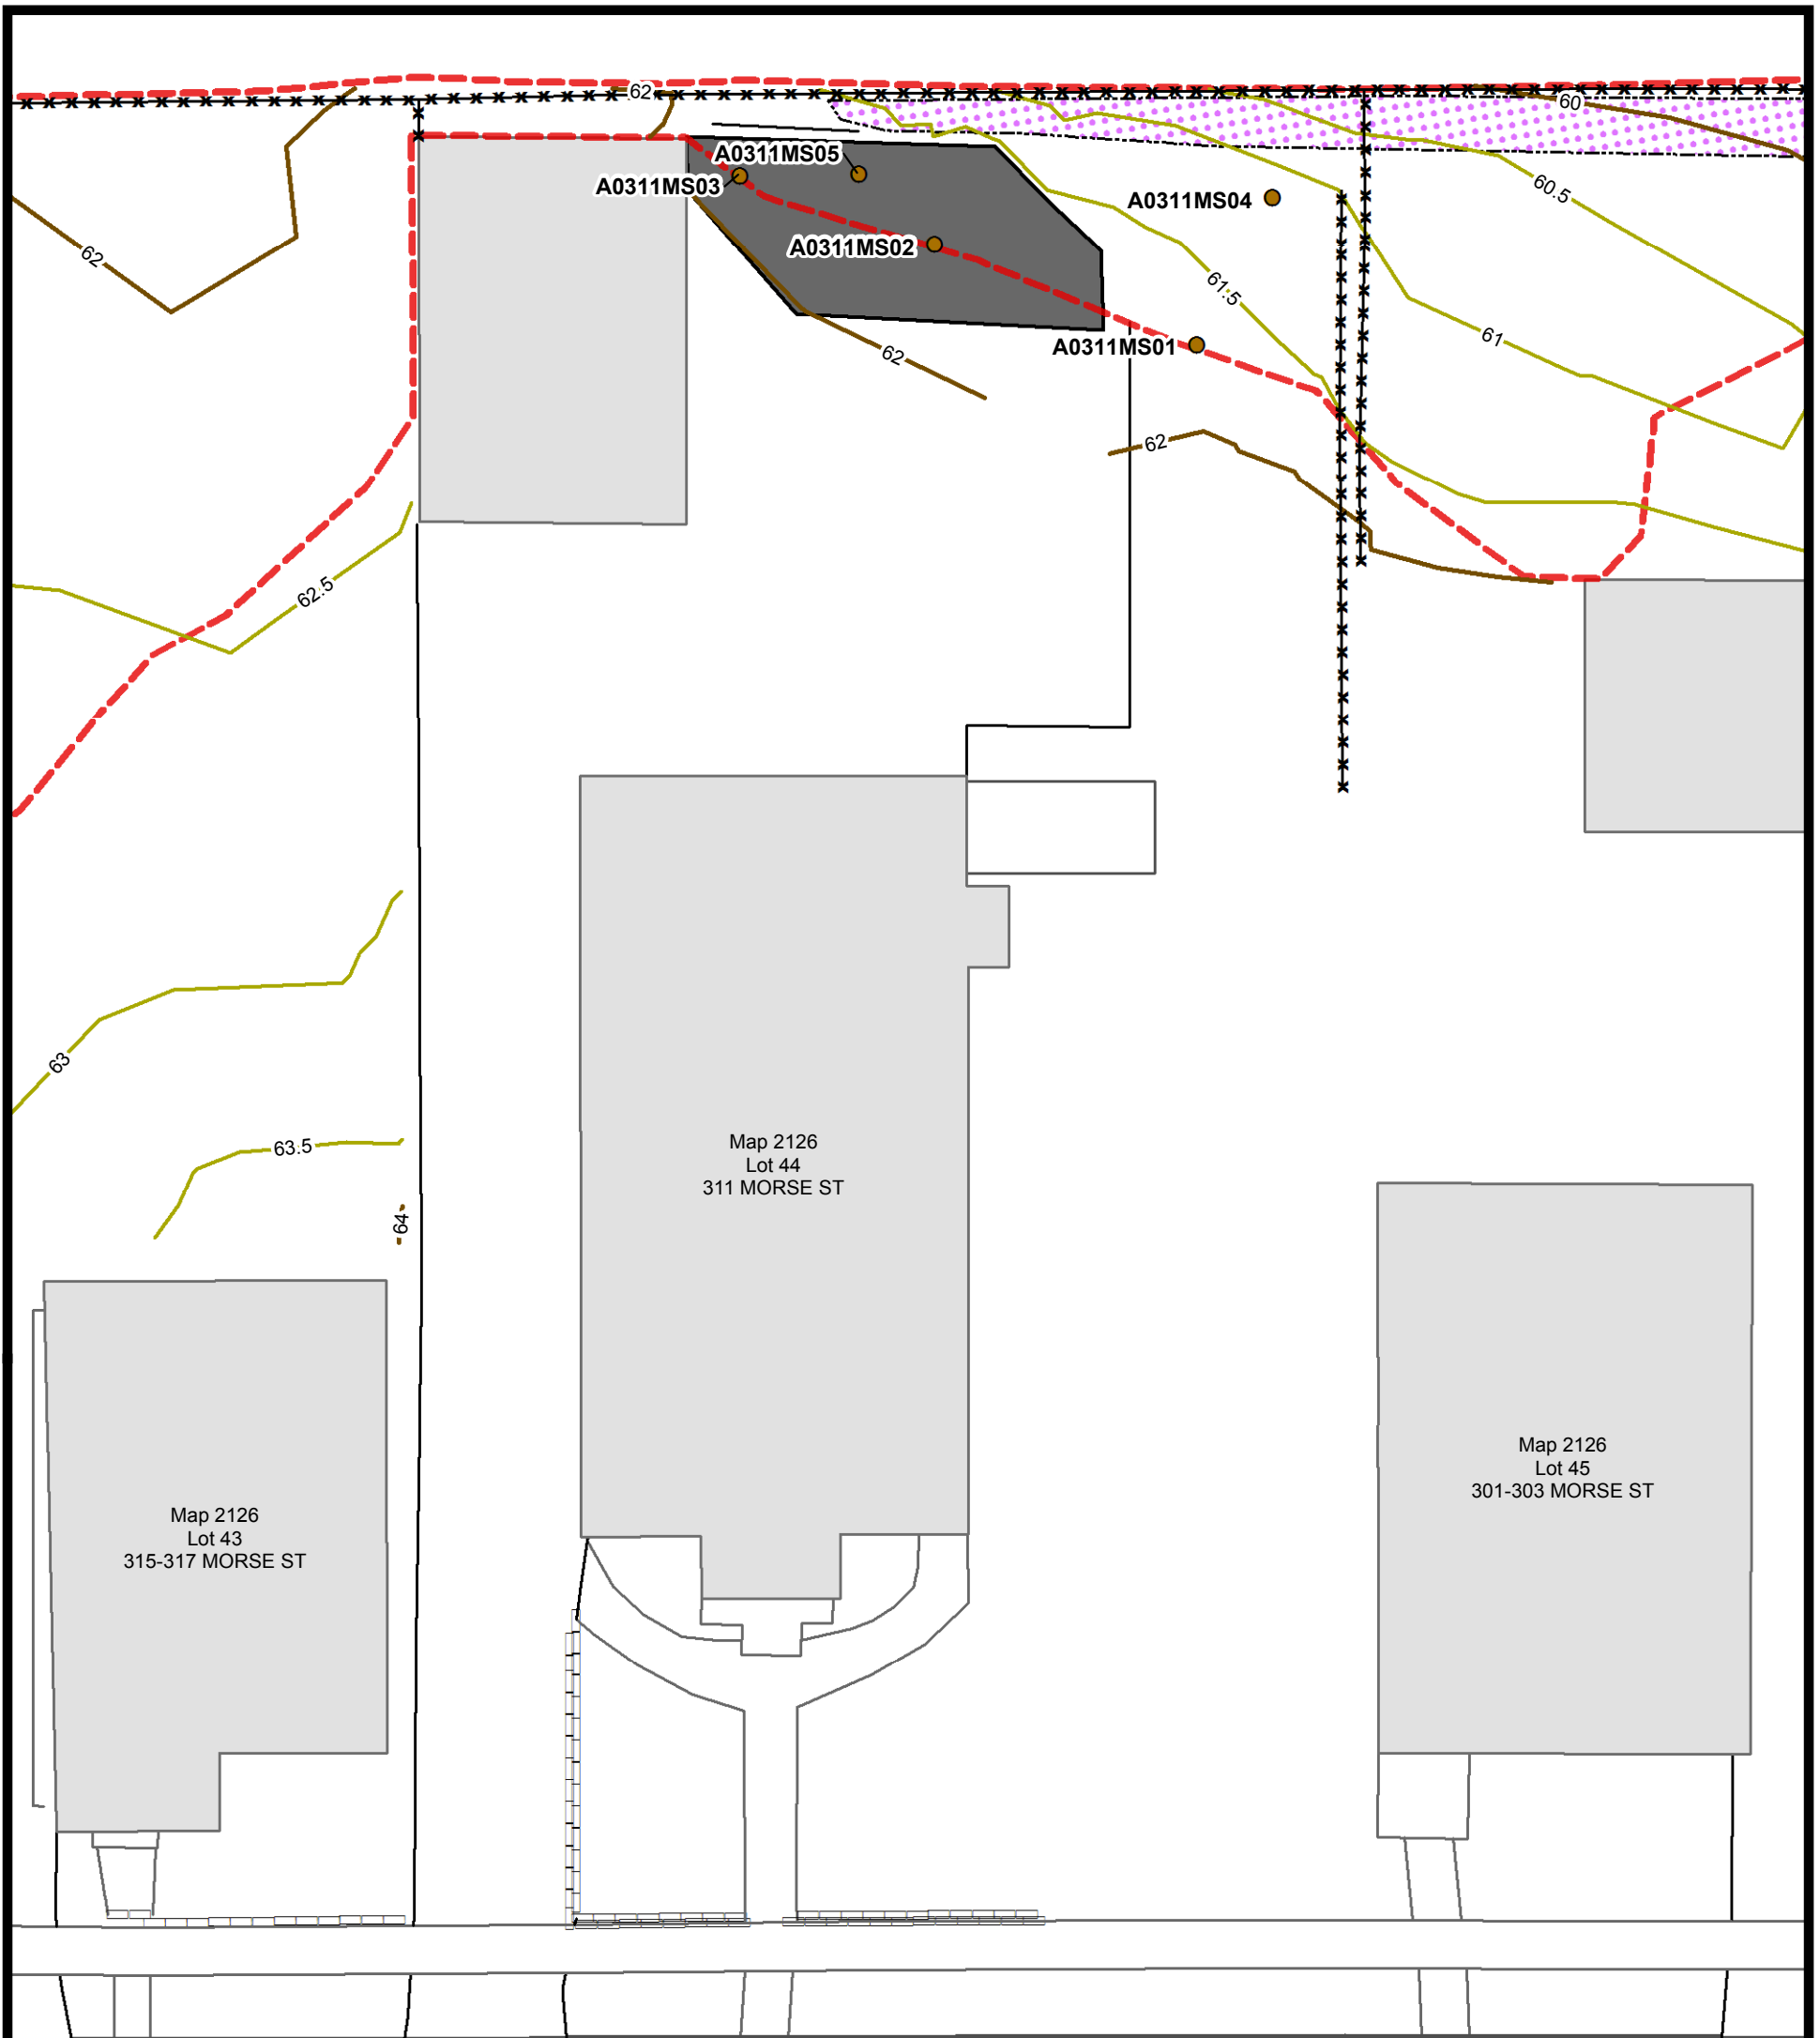 62
60
A0311MS05
A0311MS03
A0311MS04
60.5
A0311MS02
62
61.5
61
A0311MS01
62
62
62.5
63
Map 2126
Lot 44
311 MORSE ST
63.5
64
Map 2126
Lot 45
301-303 MORSE ST
Map 2126
Lot 43
315-317 MORSE ST